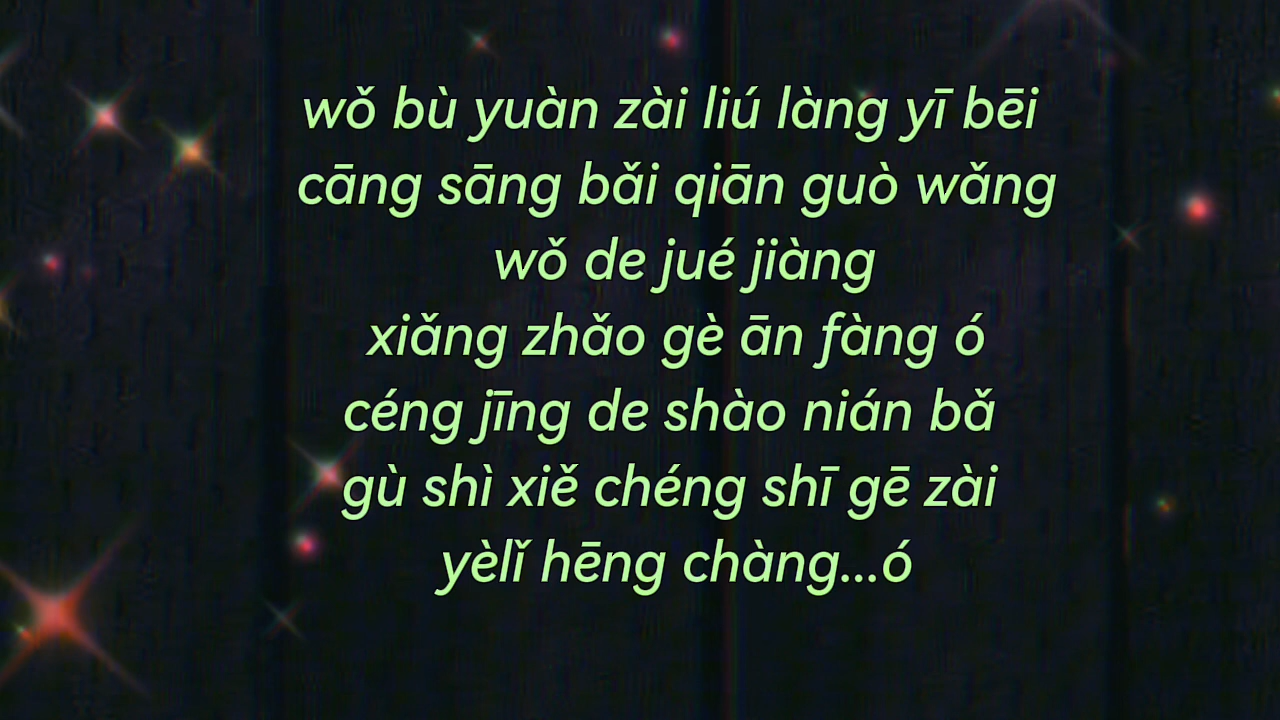 wǒ bù yuàn zài liú làng yī bēi
cāng sāng bǎi qiān guò wǎng
wǒ de jué jiàng
xiǎng zhǎo gè ān fàng ó
céng jīng de shào nián bǎ
gù shì xiě chéng shī gē zài
yèlǐ hēng chàng...ó